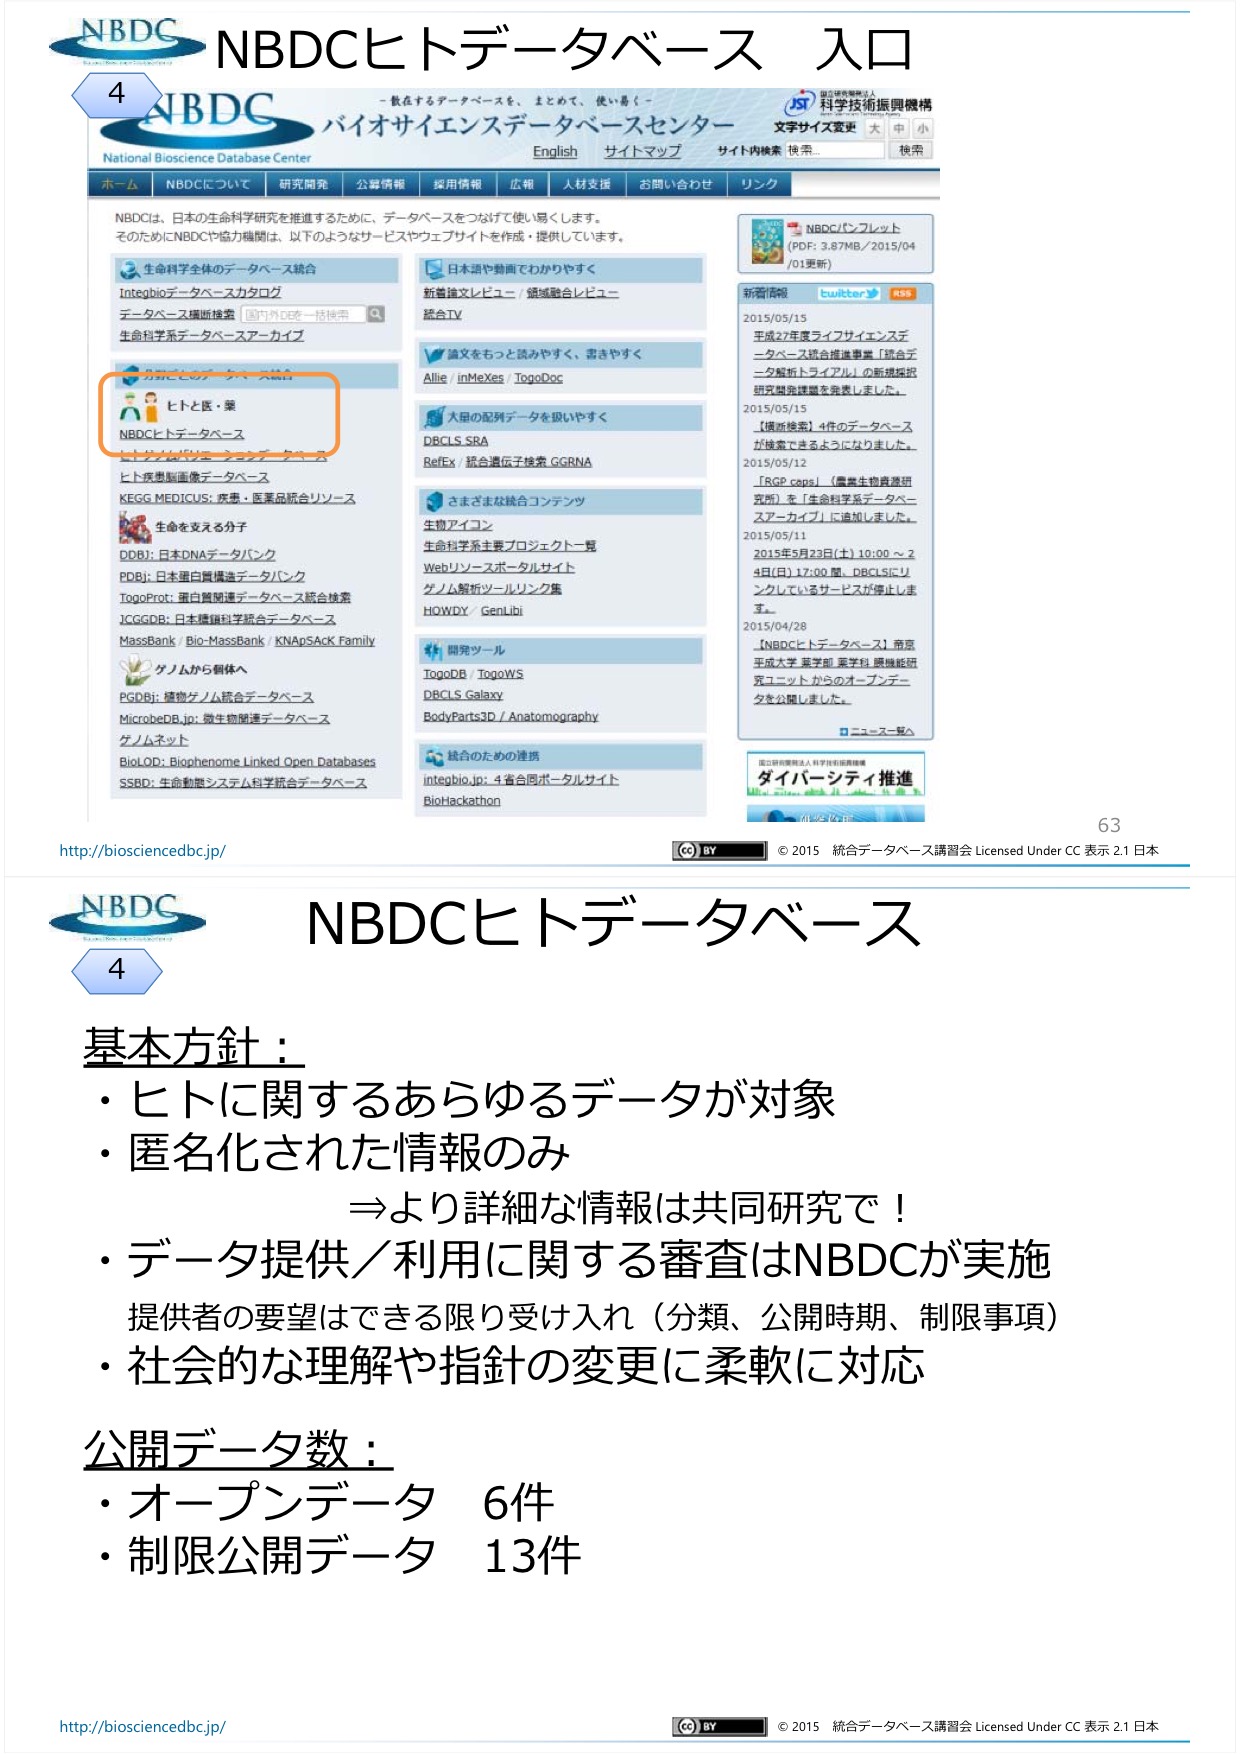 NBDC
NBDCヒトデータベース　入口
4
NBDC
National Bioscience Database Center
－散在するデータベースを、まとめて、使い易く－
バイオサイエンスデータベースセンター
English サイトマップ
JST 国立研究開発法人
科学技術振興機構
文字サイズ変更 大 中 小
サイト内検索 検索... 検索
ホーム NBDCについて 研究開発 公募情報 採用情報 広報 人材支援 お問い合わせ リンク
NBDCは、日本の生命科学研究を推進するために、データベースをつなげて使い易くします。
そのためにNBDCや協力機関は、以下のようなサービスやウェブサイトを作成・提供しています。
生命科学全体のデータベース統合
Integbioデータベースカタログ
データベース横断検索 国内外DBを一括検索
生命科学系データベースアーカイブ
分野ごとのデータベース統合
ヒトと医・薬
NBDCヒトデータベース
ヒトゲノムバリエーションデータベース
ヒト疾患脳画像データベース
KEGG MEDICUS: 疾患・医薬品統合リソース
生命を支える分子
DDBJ: 日本DNAデータバンク
PDBj: 日本蛋白質構造データバンク
TogoProt: 蛋白質関連データベース統合検索
JCGGDB: 日本糖鎖科学統合データベース
MassBank / Bio-MassBank / KNApSAcK Family
ゲノムから個体へ
PGDBj: 植物ゲノム統合データベース
MicrobeDB.jp: 微生物関連データベース
ゲノムネット
BioLOD: Biophenome Linked Open Databases
SSBD: 生命動態システム科学統合データベース
日本語や動画でわかりやすく
新着論文レビュー / 領域融合レビュー
統合TV
論文をもっと読みやすく、書きやすく
Allie / inMeXes / TogoDoc
大量の配列データを扱いやすく
DBCLS SRA
RefEx / 統合遺伝子検索 GGRNA
さまざまな統合コンテンツ
生物アイコン
生命科学系主要プロジェクト一覧
Webリソースポータルサイト
ゲノム解析ツールリンク集
HOWDY / GenLibi
開発ツール
TogoDB / TogoWS
DBCLS Galaxy
BodyParts3D / Anatomography
統合のための連携
integbio.jp: 4省合同ポータルサイト
BioHackathon
NBDCパンフレット
(PDF: 3.87MB／2015/04
/01更新)
新着情報 twitter RSS
2015/05/15
平成27年度ライフサイエンスデ
ータベース統合推進事業「統合デ
ータ解析トライアル」の新規採択
研究開発課題を発表しました。
2015/05/15
【横断検索】4件のデータベース
が検索できるようになりました。
2015/05/12
「RGP caps」（農業生物資源研
究所）を「生命科学系データベー
スアーカイブ」に追加しました。
2015/05/11
2015年5月23日(土) 10:00 ～ 2
4日(日) 17:00 間、DBCLSにリ
ンクしているサービスが停止しま
す。
2015/04/28
【NBDCヒトデータベース】帝京
平成大学 薬学部 薬学科 膜機能研
究ユニット からのオープンデー
タを公開しました。
ニュース一覧へ
国立研究開発法人 科学技術振興機構
ダイバーシティ推進
63
http://biosciencedbc.jp/
cc BY
© 2015　統合データベース講習会 Licensed Under CC 表示 2.1 日本
NBDC
NBDCヒトデータベース
4
基本方針：
・ヒトに関するあらゆるデータが対象
・匿名化された情報のみ
⇒より詳細な情報は共同研究で！
・データ提供／利用に関する審査はNBDCが実施
提供者の要望はできる限り受け入れ（分類、公開時期、制限事項）
・社会的な理解や指針の変更に柔軟に対応
公開データ数：
・オープンデータ　6件
・制限公開データ　13件
http://biosciencedbc.jp/
cc BY
© 2015　統合データベース講習会 Licensed Under CC 表示 2.1 日本